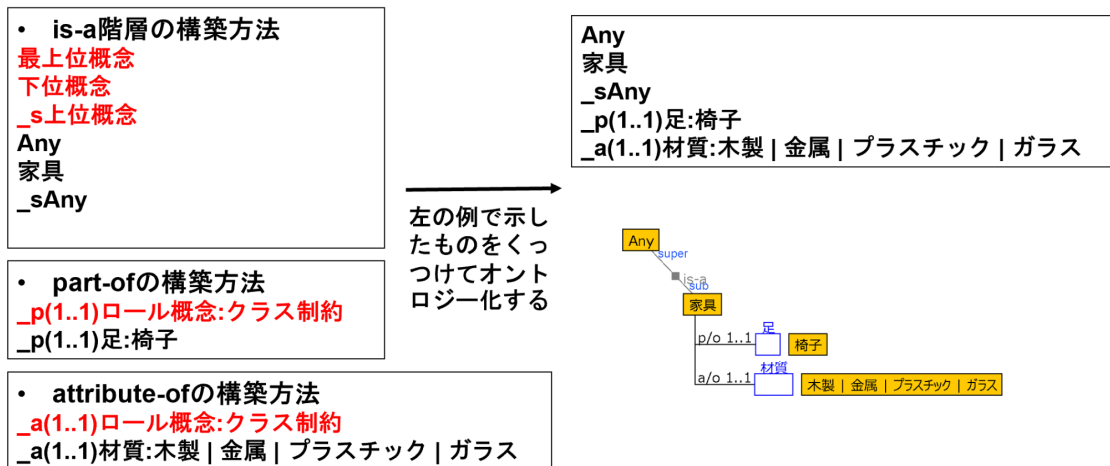 • is-a階層の構築方法
最上位概念
下位概念
_s上位概念
Any
家具
_sAny
• part-ofの構築方法
_p(1..1)ロール概念:クラス制約
_p(1..1)足:椅子
• attribute-ofの構築方法
_a(1..1)ロール概念:クラス制約
_a(1..1)材質:木製 | 金属 | プラスチック | ガラス
左の例で示し
たものをくっ
つけてオント
ロジー化する
Any
家具
_sAny
_p(1..1)足:椅子
_a(1..1)材質:木製 | 金属 | プラスチック | ガラス
Any
super
is-a
sub
家具
足
p/o 1..1
椅子
材質
a/o 1..1
木製 | 金属 | プラスチック | ガラス